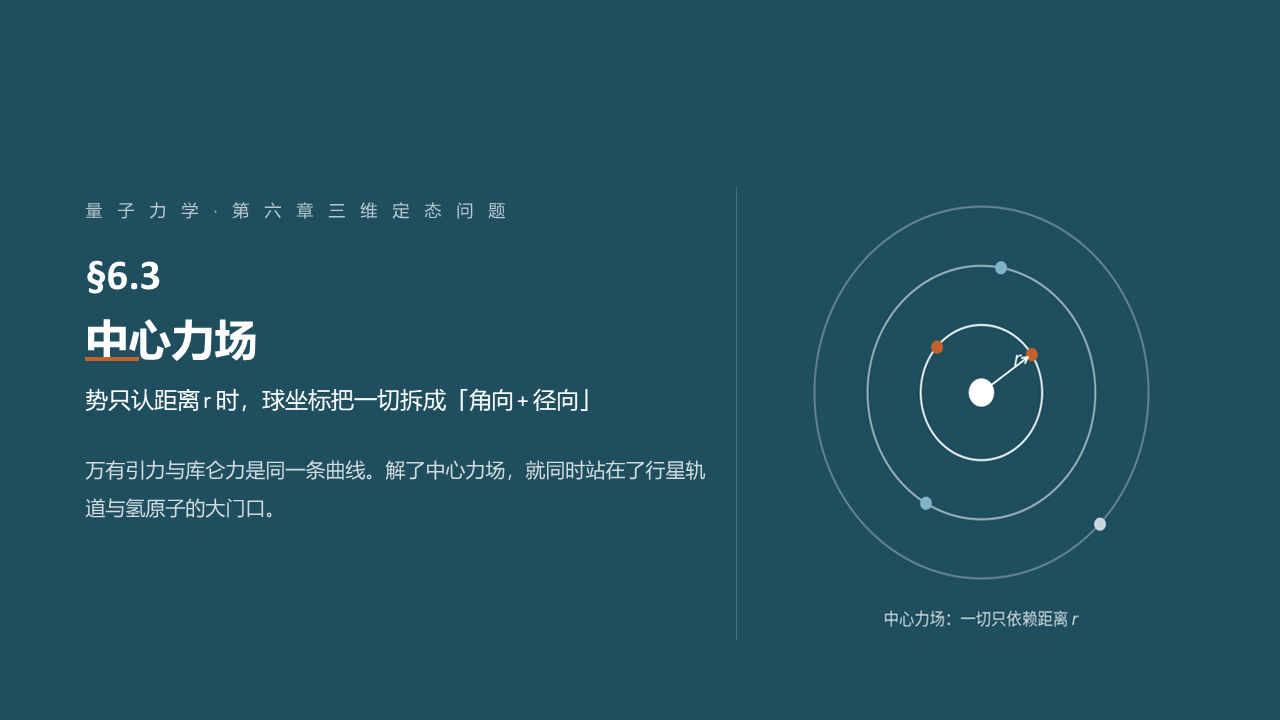 量子力学·第六章三维定态问题
§6.3
中心力场
势只认距离 r 时，球坐标把一切拆成「角向 + 径向」
万有引力与库仑力是同一条曲线。解了中心力场，就同时站在了行星轨
道与氢原子的大门口。
r
中心力场：一切只依赖距离 r